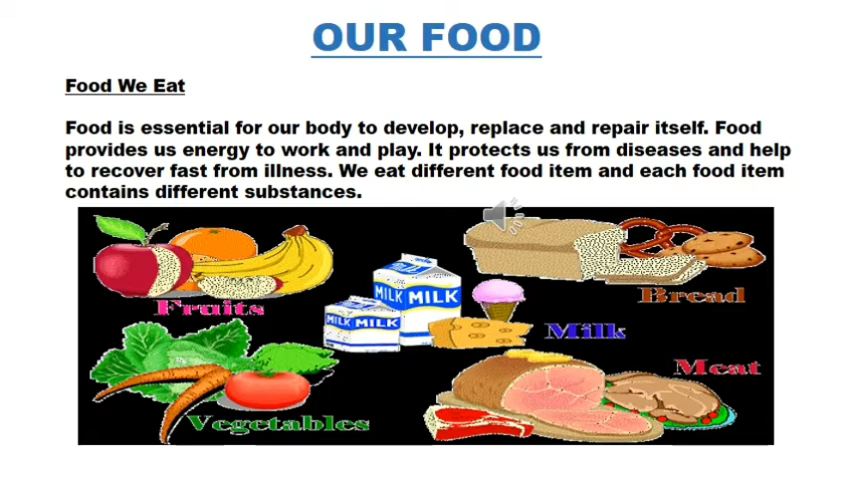 OUR FOOD
Food We Eat
Food is essential for our body to develop, replace and repair itself. Food
provides us energy to work and play. It protects us from diseases and help
to recover fast from illness. We eat different food item and each food item
contains different substances.
Fruits
MILK MILK
MILK MILK
Bread
Milk
Meat
Vegetables